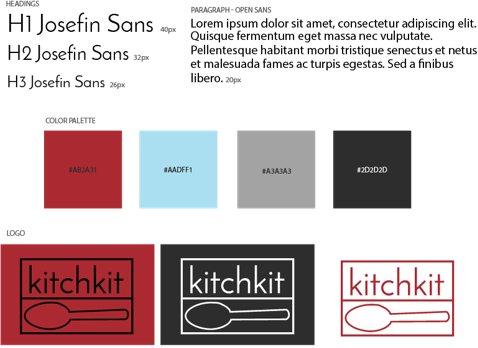 HEADINGS
H1 Josefin Sans 40px
H2 Josefin Sans 32px
H3 Josefin Sans 26px
PARAGRAPH - OPEN SANS
Lorem ipsum dolor sit amet, consectetur adipiscing elit.
Quisque fermentum eget massa nec vulputate.
Pellentesque habitant morbi tristique senectus et netus
et malesuada fames ac turpis egestas. Sed a finibus
libero. 20px
COLOR PALETTE
#AB2A31
#AADFF1
#A3A3A3
#2D2D2D
LOGO
kitchkit
kitchkit
kitchkit